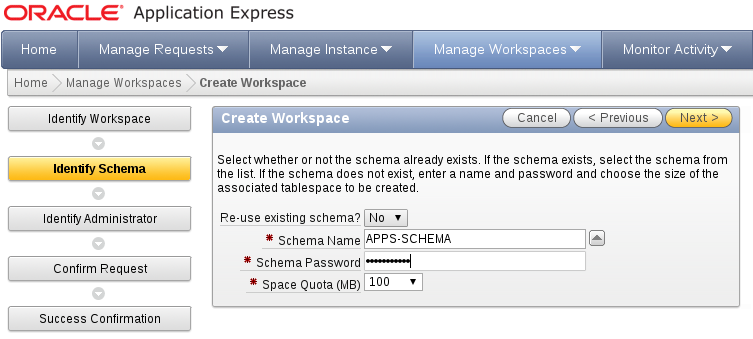 ORACLE Application Express
Home Manage Requests Manage Instance Manage Workspaces Monitor Activity
Home Manage Workspaces Create Workspace
Identify Workspace
Identify Schema
Identify Administrator
Confirm Request
Success Confirmation
Create Workspace Cancel < Previous Next >
Select whether or not the schema already exists. If the schema exists, select the schema from
the list. If the schema does not exist, enter a name and password and choose the size of the
associated tablespace to be created.
Re-use existing schema? No
* Schema Name APPS-SCHEMA
* Schema Password •••••••••••
* Space Quota (MB) 100